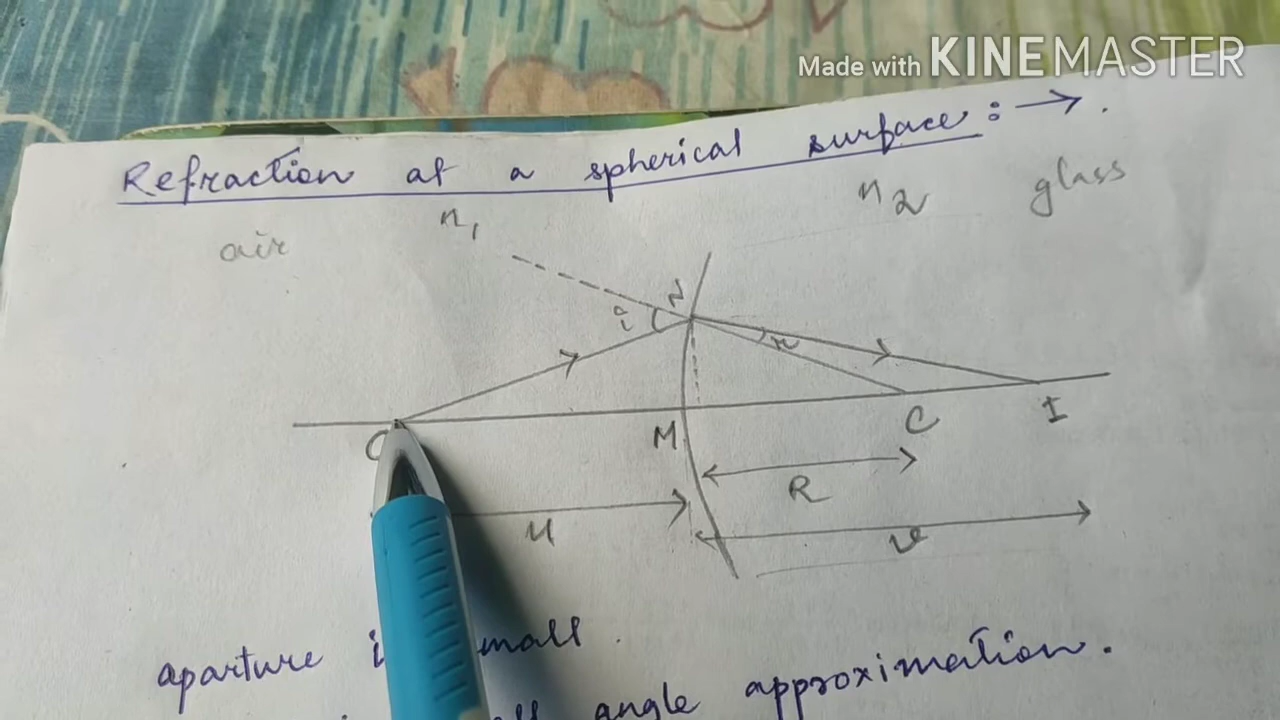 Made with KINEMASTER
Refraction at a spherical surface : → .
n₁ n₂ glass
air
N
i
r
M C I
R
u v
aparture mall .
angle approximation .